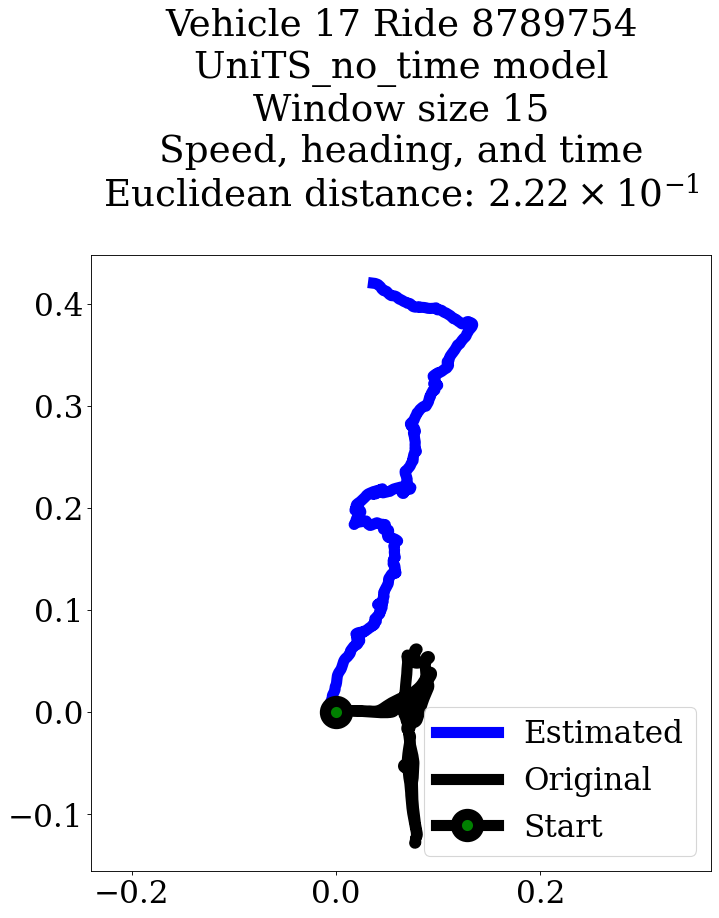 Vehicle 17 Ride 8789754
UniTS_no_time model
Window size 15
Speed, heading, and time
Euclidean distance: 2.22 × 10⁻¹
0.4
0.3
0.2
0.1
0.0
−0.1
−0.2
0.0
0.2
Estimated
Original
Start